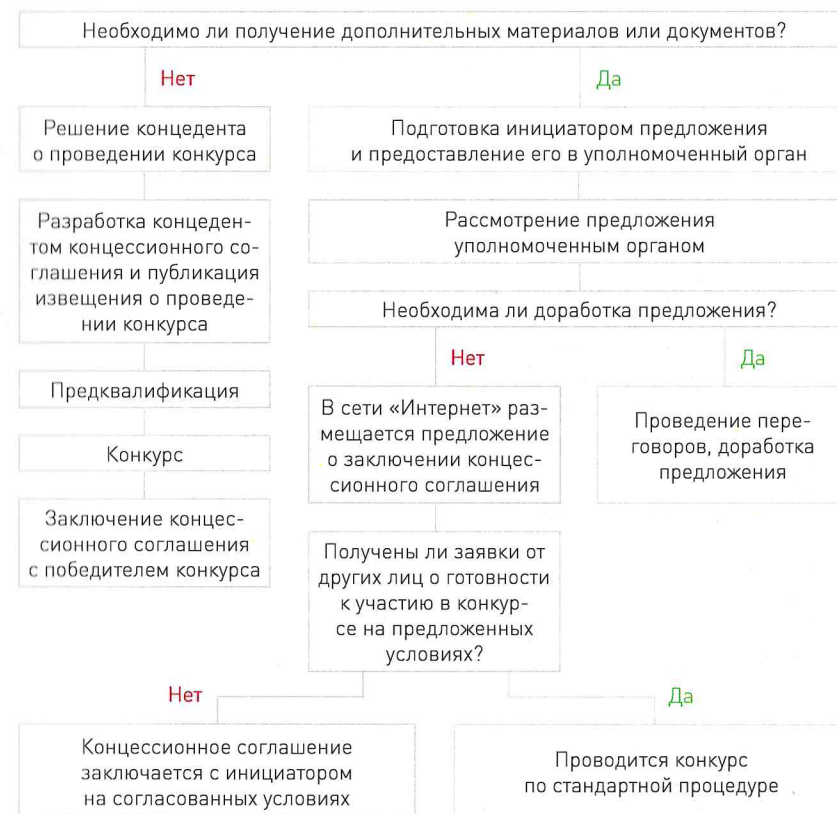 Необходимо ли получение дополнительных материалов или документов?
Нет
Да
Решение концедента
о проведении конкурса
Подготовка инициатором предложения
и предоставление его в уполномоченный орган
Разработка концеден-
том концессионного со-
глашения и публикация
извещения о проведе-
нии конкурса
Рассмотрение предложения
уполномоченным органом
Необходима ли доработка предложения?
Нет
Да
Предквалификация
Конкурс
Заключение концес-
сионного соглашения
с победителем конкурса
В сети «Интернет» раз-
мещается предложение
о заключении концес-
сионного соглашения
Проведение пере-
говоров, доработка
предложения
Получены ли заявки от
других лиц о готовности
к участию в конкур-
се на предложенных
условиях?
Нет
Да
Концессионное соглашение
заключается с инициатором
на согласованных условиях
Проводится конкурс
по стандартной процедуре